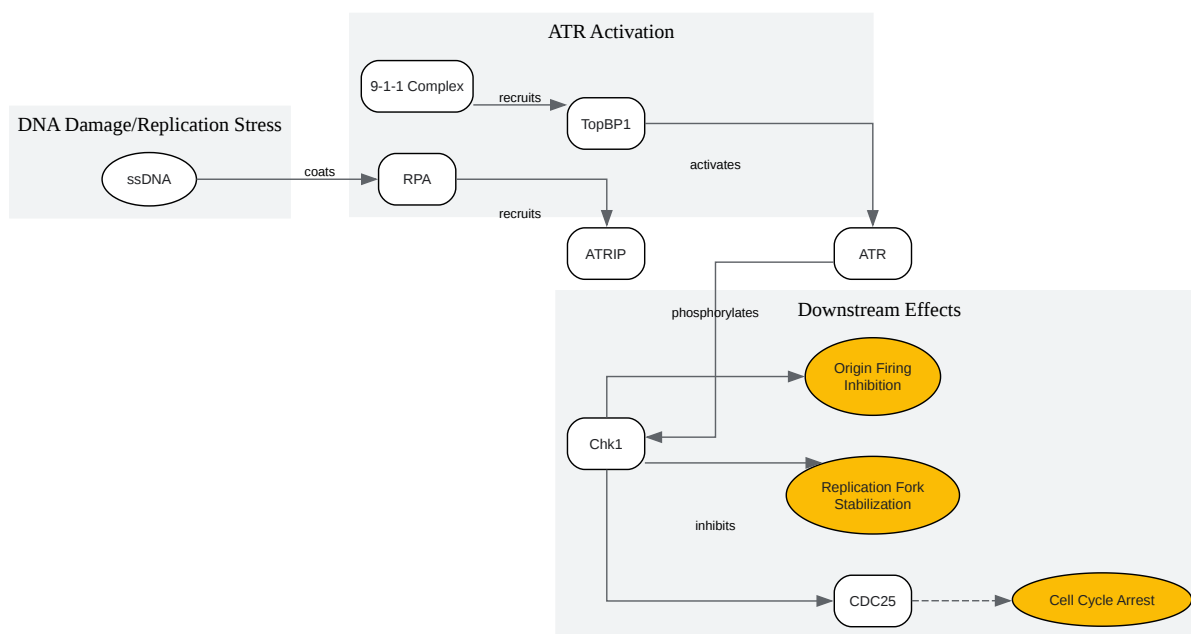 ATR Activation
9-1-1 Complex
recruits
TopBP1
DNA Damage/Replication Stress
ssDNA
coats
RPA
activates
recruits
ATRIP
ATR
phosphorylates
Downstream Effects
Origin Firing
Inhibition
Chk1
Replication Fork
Stabilization
inhibits
CDC25
Cell Cycle Arrest